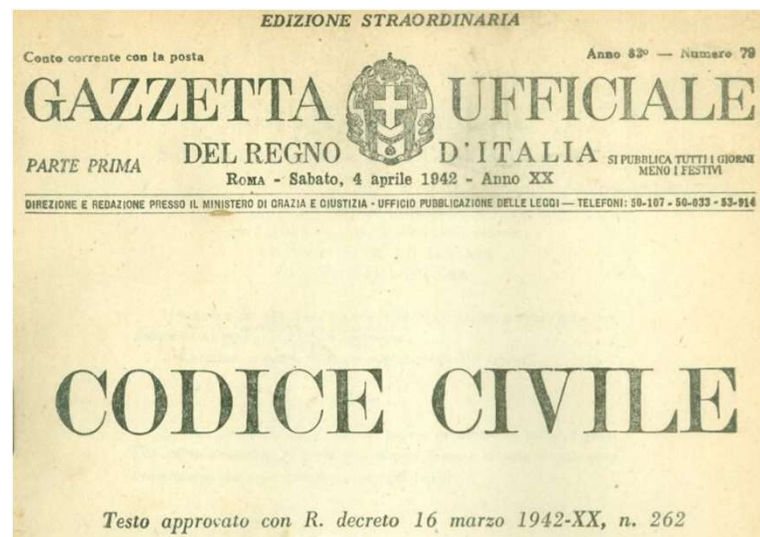 EDIZIONE STRAORDINARIA
Conto corrente con la posta
Anno 83º — Numero 79
GAZZETTA UFFICIALE
DEL REGNO D'ITALIA
PARTE PRIMA
SI PUBBLICA TUTTI I GIORNI
MENO I FESTIVI
ROMA - Sabato, 4 aprile 1942 - Anno XX
DIREZIONE E REDAZIONE PRESSO IL MINISTERO DI GRAZIA E GIUSTIZIA - UFFICIO PUBBLICAZIONE DELLE LEGGI — TELEFONI: 50-107 - 50-033 - 53-914
CODICE CIVILE
Testo approvato con R. decreto 16 marzo 1942-XX, n. 262